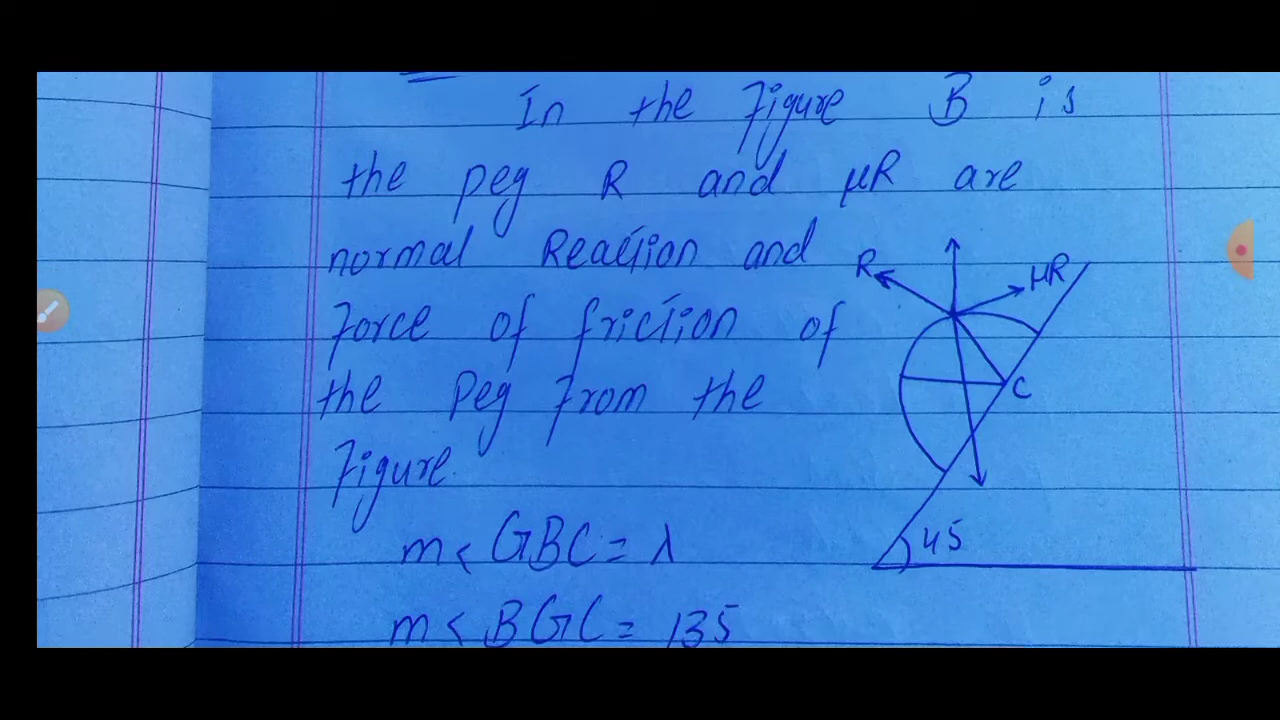 In the figure B is
the peg R and μR are
normal Reaction and
force of friction of
the peg from the
figure.
m< GBC = λ
m< BGC = 135
R
μR
C
45